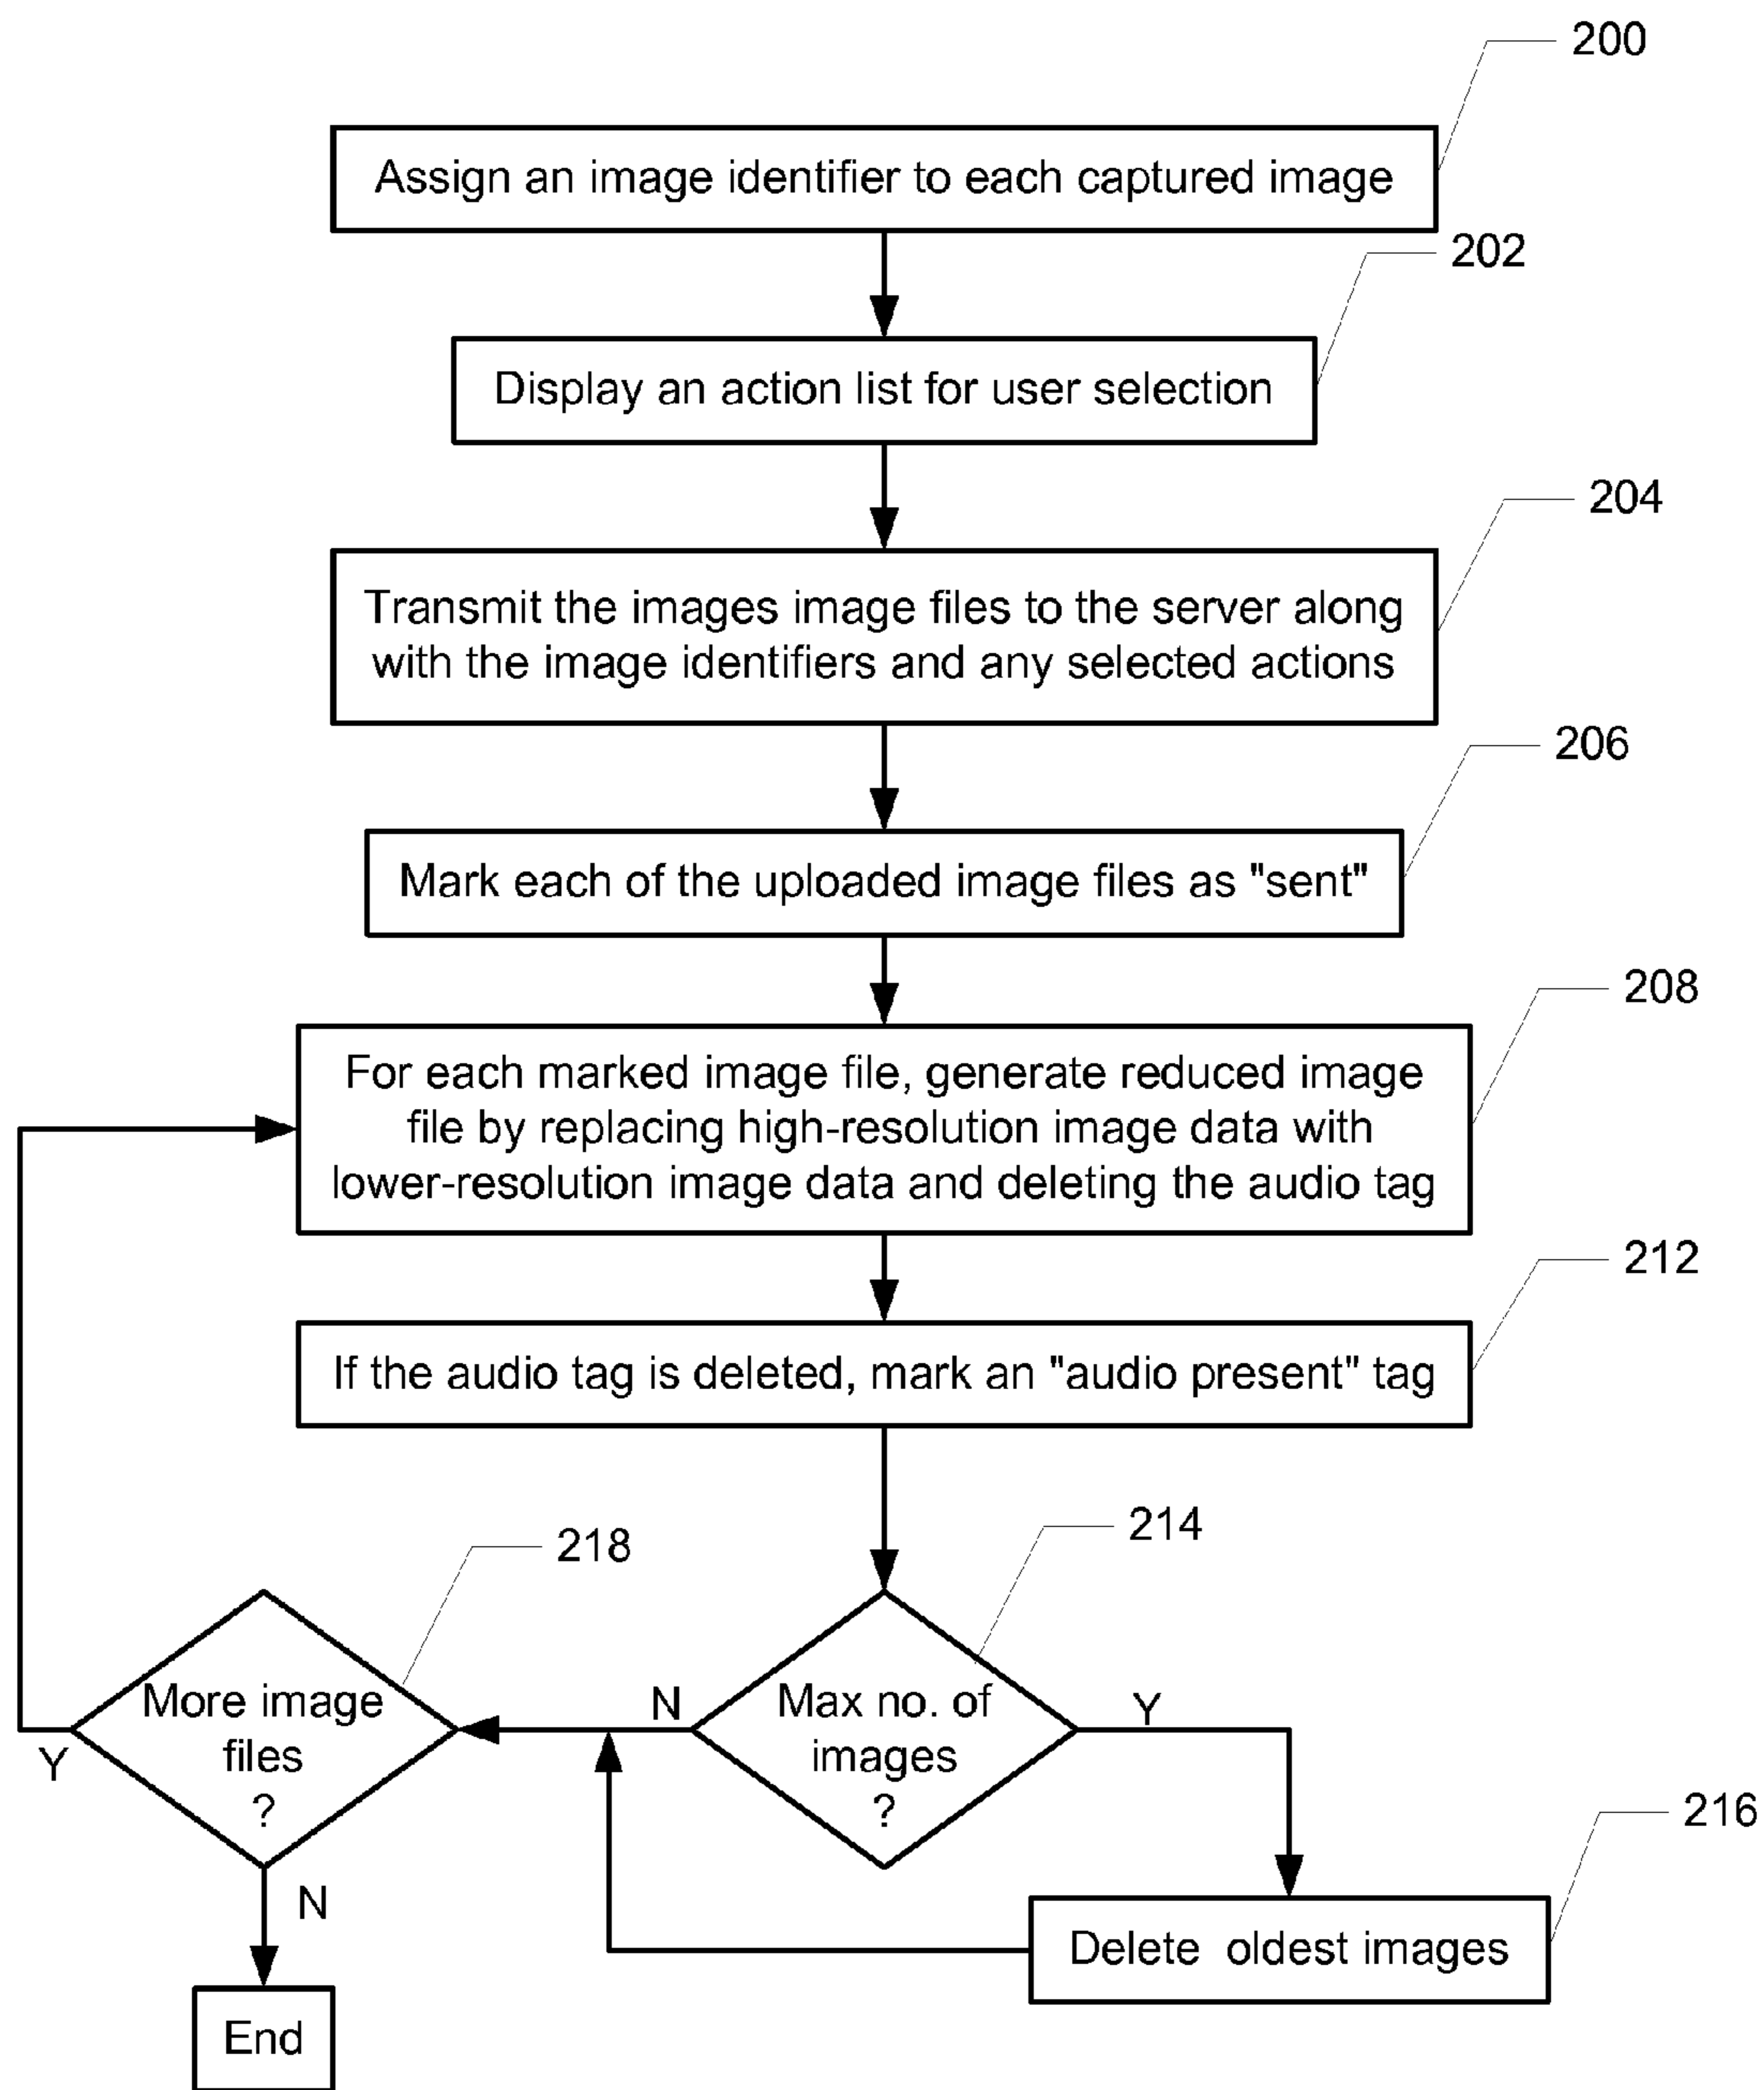 200
Assign an image identifier to each captured image
202
Display an action list for user selection
204
Transmit the images image files to the server along
with the image identifiers and any selected actions
206
Mark each of the uploaded image files as "sent"
208
For each marked image file, generate reduced image
file by replacing high-resolution image data with
lower-resolution image data and deleting the audio tag
212
If the audio tag is deleted, mark an "audio present" tag
214
218
Max no. of
images
?
N
Y
More image
files
?
Y
N
216
Delete oldest images
End